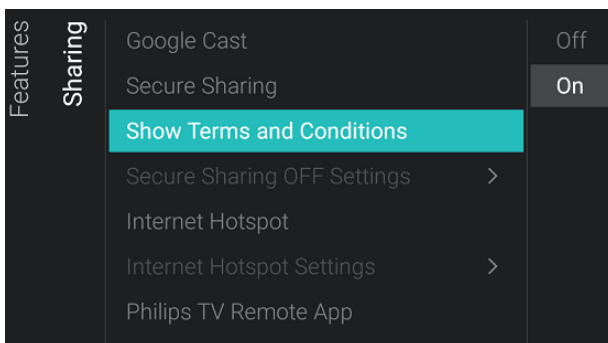 Features
Sharing
Google Cast
Secure Sharing
Show Terms and Conditions
Secure Sharing OFF Settings
Internet Hotspot
Internet Hotspot Settings
Philips TV Remote App
Off
On